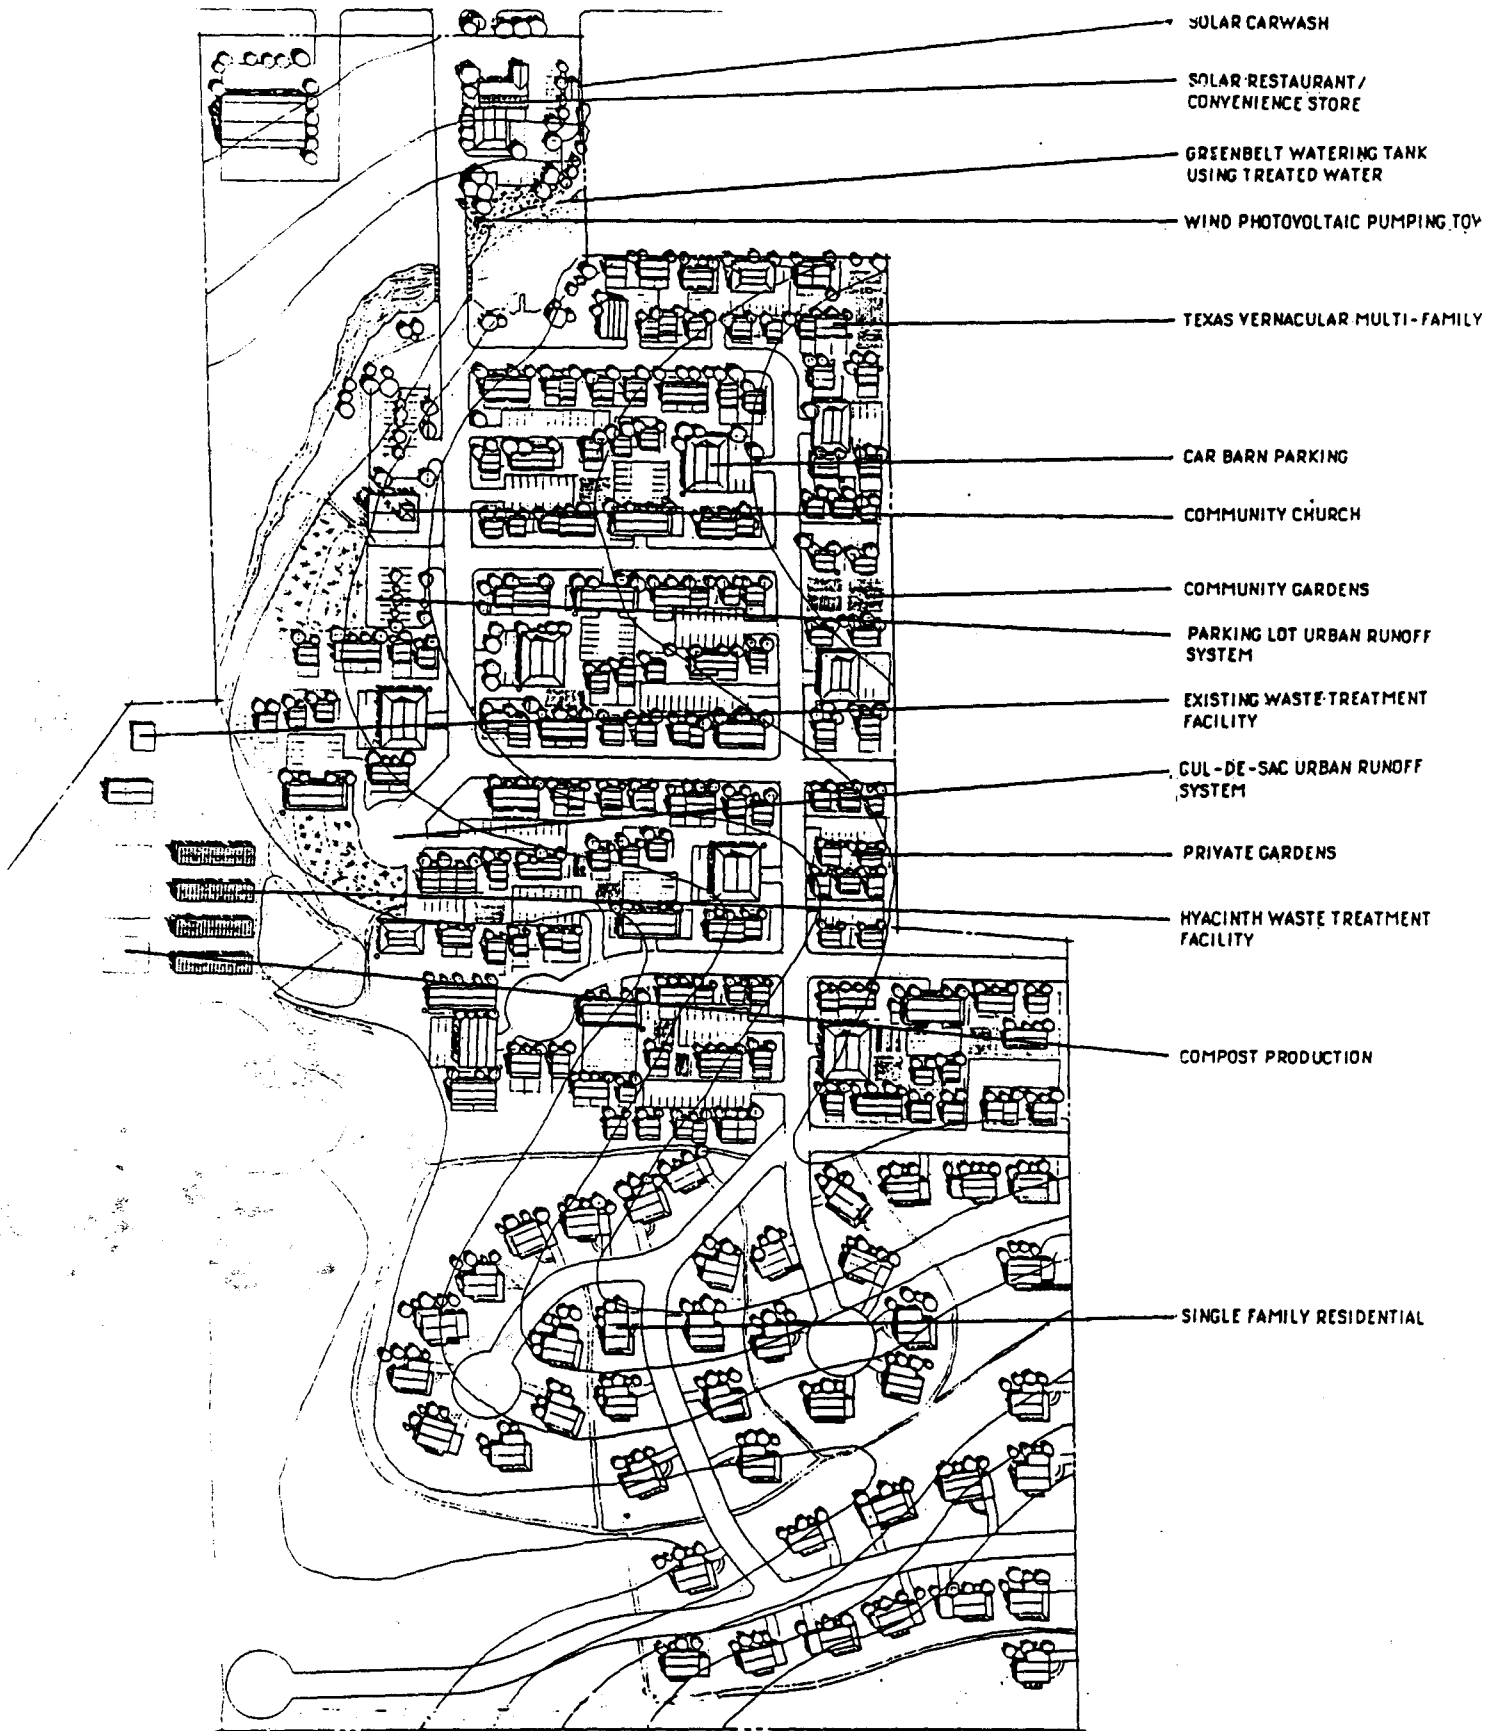 SOLAR CARWASH
SOLAR RESTAURANT/
CONVENIENCE STORE
GREENBELT WATERING TANK
USING TREATED WATER
WIND PHOTOVOLTAIC PUMPING TOW
TEXAS VERNACULAR MULTI-FAMILY
CAR BARN PARKING
COMMUNITY CHURCH
COMMUNITY GARDENS
PARKING LOT URBAN RUNOFF
SYSTEM
EXISTING WASTE TREATMENT
FACILITY
CUL-DE-SAC URBAN RUNOFF
SYSTEM
PRIVATE GARDENS
HYACINTH WASTE TREATMENT
FACILITY
COMPOST PRODUCTION
SINGLE FAMILY RESIDENTIAL